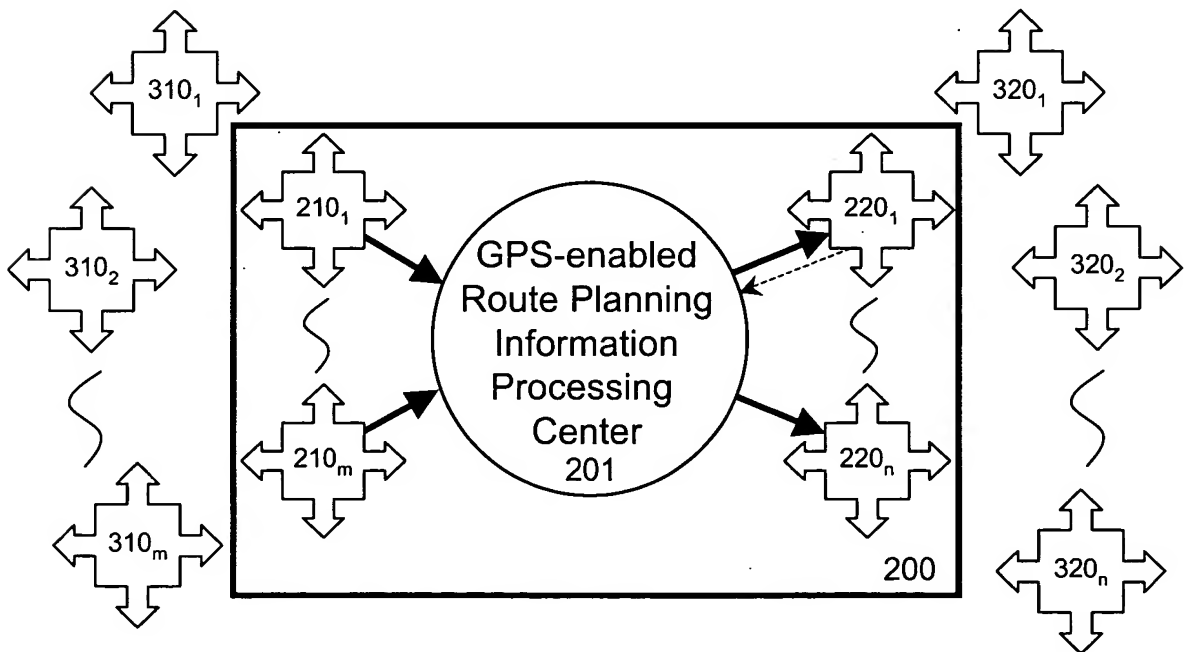 310₁
320₁
210₁
220₁
310₂
320₂
GPS-enabled
Route Planning
Information
Processing
Center
201
210ₘ
220ₙ
310ₘ
320ₙ
200